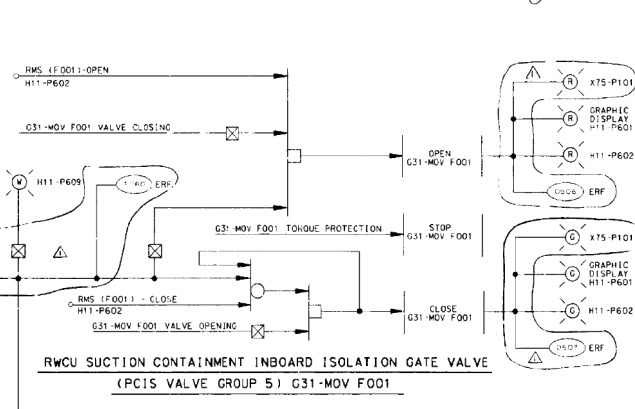 RMS (F001)-OPEN
H11-P602
G31-MOV F001 VALVE CLOSING
W H11-P609
ERF
OPEN
G31-MOV F001
R X75-P101
R GRAPHIC
DISPLAY
H11-P601
R H11-P602
0506 ERF
G31-MOV F001 TORQUE PROTECTION
STOP
G31-MOV F001
RMS (F001) - CLOSE
H11-P602
G31-MOV F001 VALVE OPENING
CLOSE
G31-MOV F001
G X75-P101
G GRAPHIC
DISPLAY
H11-P601
G H11-P602
0507 ERF
RWCU SUCTION CONTAINMENT INBOARD ISOLATION GATE VALVE
(PCIS VALVE GROUP 5) G31-MOV F001